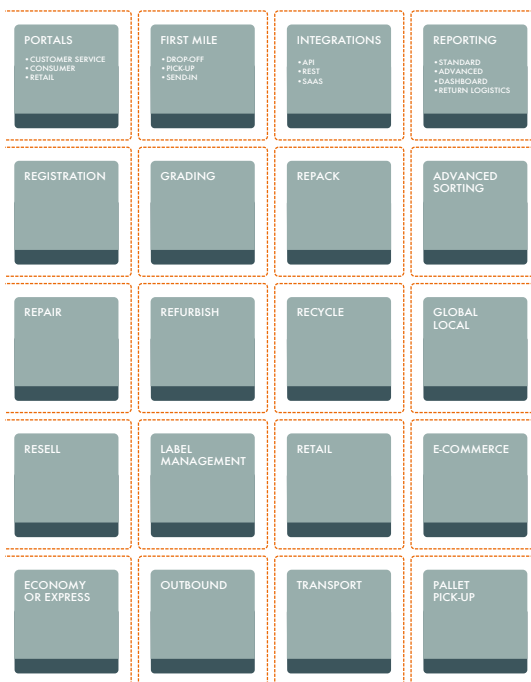 PORTALS
• CUSTOMER SERVICE
• CONSUMER
• RETAIL
FIRST MILE
• DROP-OFF
• PICK-UP
• SEND-IN
INTEGRATIONS
• API
• REST
• SAAS
REPORTING
• STANDARD
• ADVANCED
• DASHBOARD
• RETURN LOGISTICS
REGISTRATION
GRADING
REPACK
ADVANCED
SORTING
REPAIR
REFURBISH
RECYCLE
GLOBAL
LOCAL
RESELL
LABEL
MANAGEMENT
RETAIL
E-COMMERCE
ECONOMY
OR EXPRESS
OUTBOUND
TRANSPORT
PALLET
PICK-UP